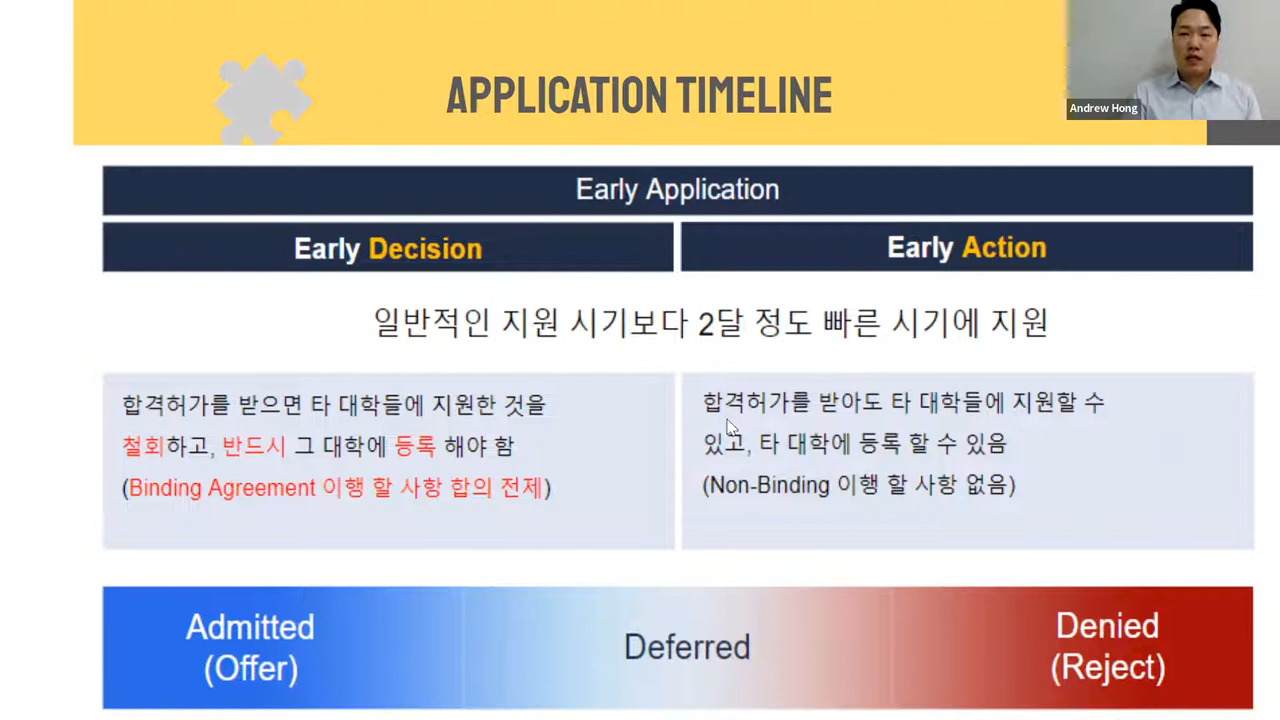 APPLICATION TIMELINE
Andrew Hong
Early Application
Early Decision
Early Action
일반적인 지원 시기보다 2달 정도 빠른 시기에 지원
합격허가를 받으면 타 대학들에 지원한 것을
철회하고, 반드시 그 대학에 등록 해야 함
(Binding Agreement 이행 할 사항 합의 전제)
합격허가를 받아도 타 대학들에 지원할 수
있고, 타 대학에 등록 할 수 있음
(Non-Binding 이행 할 사항 없음)
Admitted
(Offer)
Deferred
Denied
(Reject)